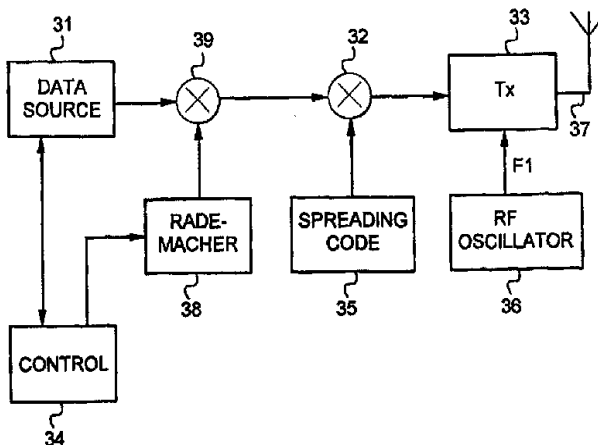 31
DATA
SOURCE
39
32
33
Tx
37
F1
RADE-
MACHER
38
SPREADING
CODE
35
RF
OSCILLATOR
36
CONTROL
34